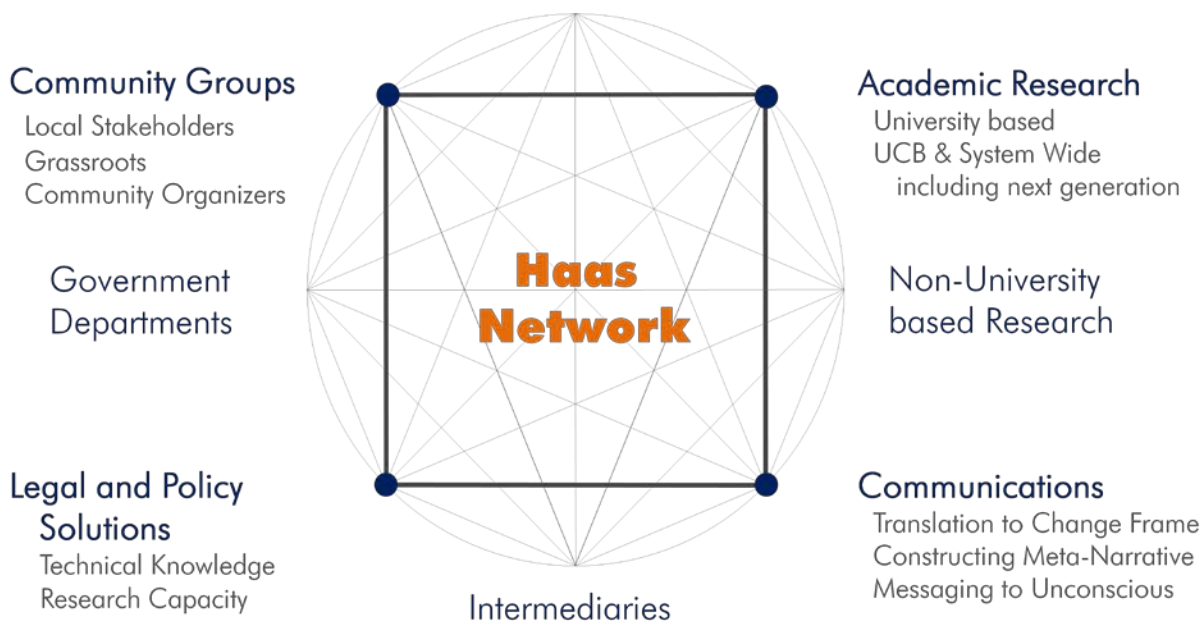 Community Groups
Local Stakeholders
Grassroots
Community Organizers
Academic Research
University based
UCB & System Wide
including next generation
Government
Departments
Haas
Network
Non-University
based Research
Legal and Policy
Solutions
Technical Knowledge
Research Capacity
Intermediaries
Communications
Translation to Change Frame
Constructing Meta-Narrative
Messaging to Unconscious